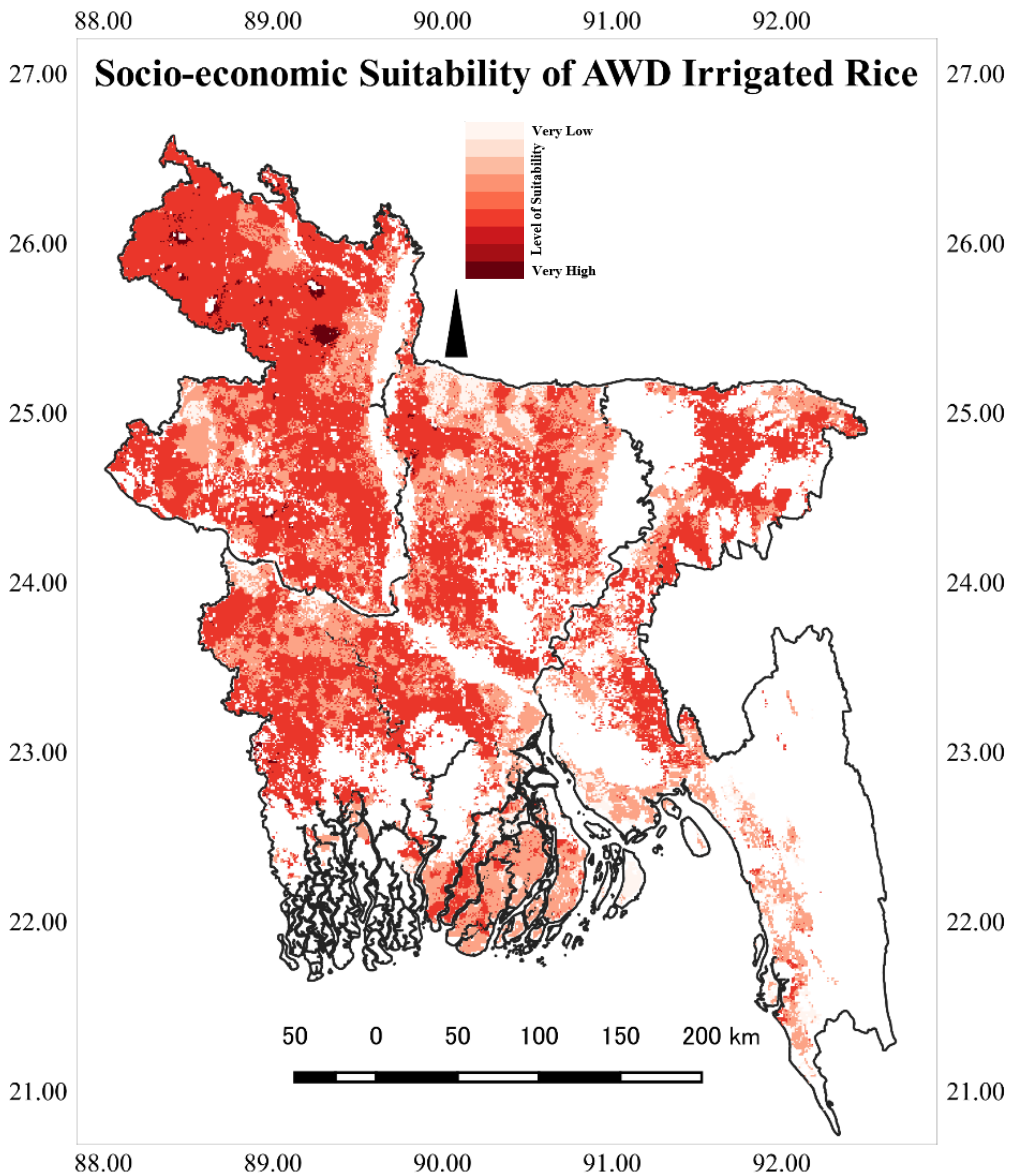 88.00 89.00 90.00 91.00 92.00
27.00 27.00
Socio-economic Suitability of AWD Irrigated Rice
Very Low
Level of Suitability
Very High
26.00 26.00
25.00 25.00
24.00 24.00
23.00 23.00
22.00 22.00
50 0 50 100 150 200 km
21.00 21.00
88.00 89.00 90.00 91.00 92.00